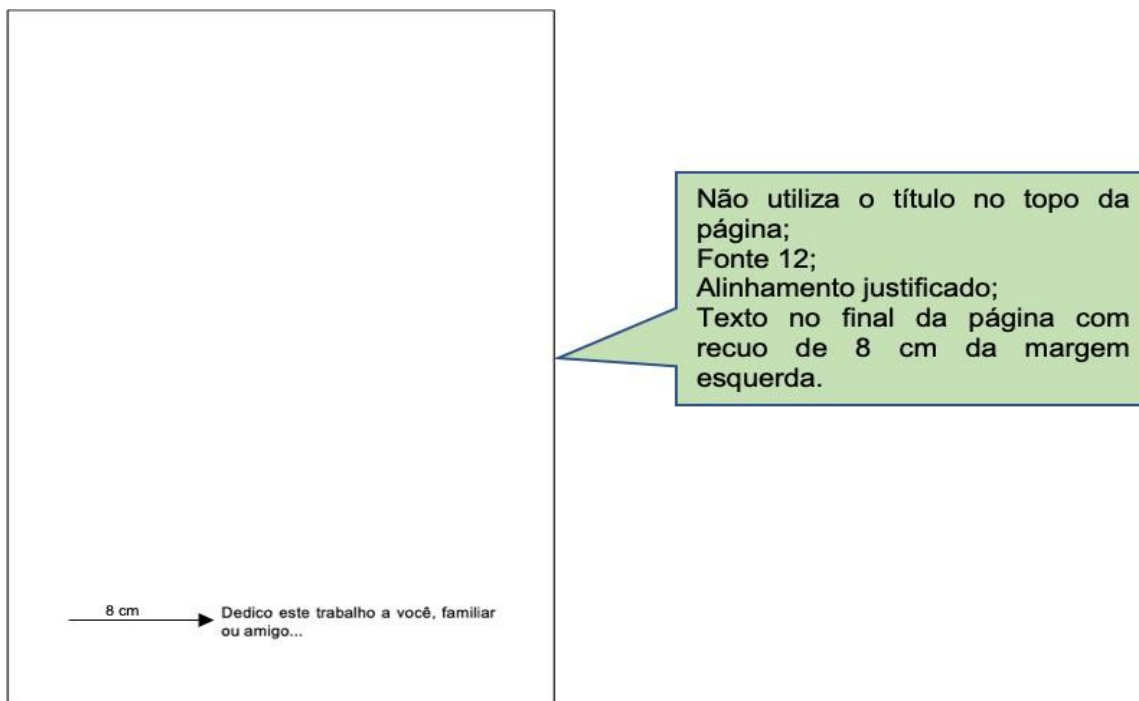 Não utiliza o título no topo da
página;
Fonte 12;
Alinhamento justificado;
Texto no final da página com
recuo de 8 cm da margem
esquerda.
8 cm
Dedico este trabalho a você, familiar
ou amigo...